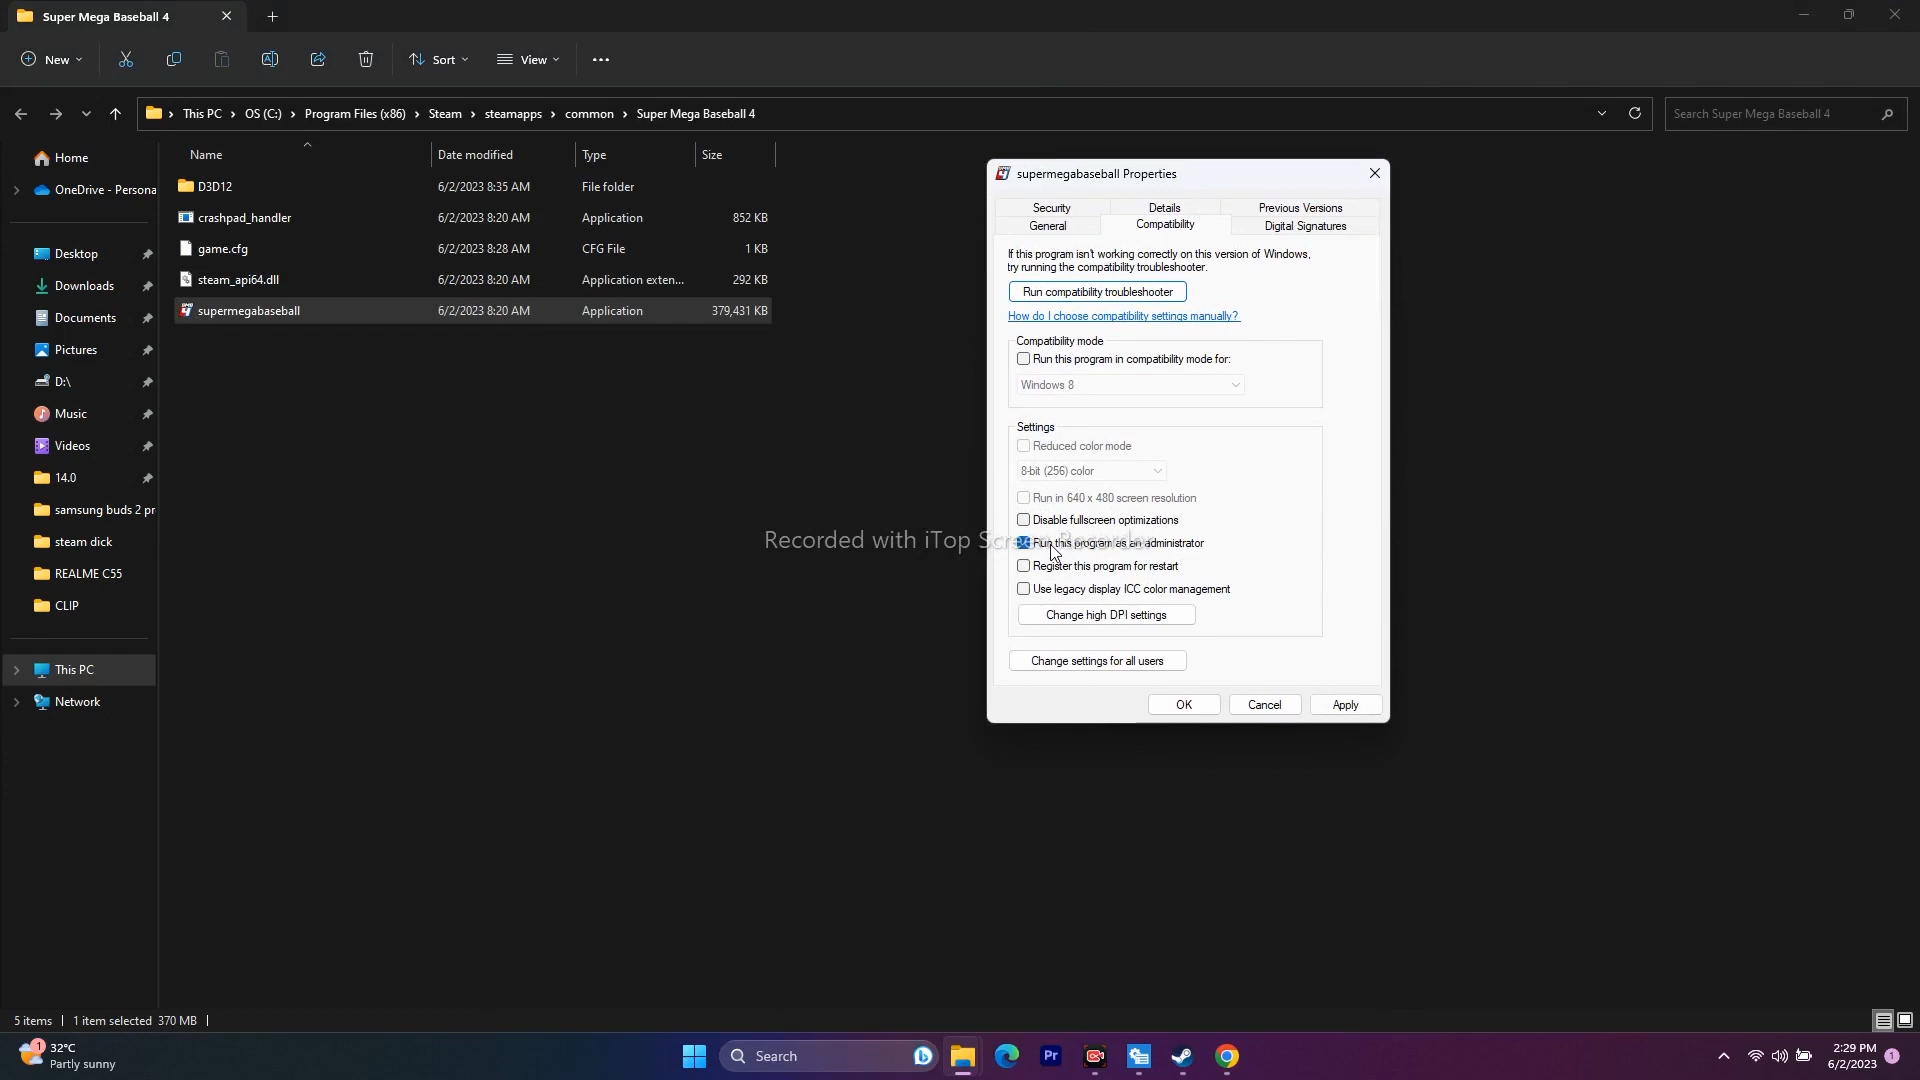 Super Mega Baseball 4
New
Sort
View
This PC
OS (C:)
Program Files (x86)
Steam
steamapps
common
Super Mega Baseball 4
Search Super Mega Baseball 4
Home
OneDrive - Persona
Desktop
Downloads
Documents
Pictures
D:\
Music
Videos
14.0
samsung buds 2 pr
steam dick
REALME C55
CLIP
This PC
Network
Name Date modified Type Size
D3D12 6/2/2023 8:35 AM File folder
crashpad_handler 6/2/2023 8:20 AM Application 852 KB
game.cfg 6/2/2023 8:28 AM CFG File 1 KB
steam_api64.dll 6/2/2023 8:20 AM Application exten... 292 KB
supermegabaseball 6/2/2023 8:20 AM Application 379,431 KB
supermegabaseball Properties
Security Details Previous Versions
General Compatibility Digital Signatures
If this program isn't working correctly on this version of Windows,
try running the compatibility troubleshooter.
Run compatibility troubleshooter
How do I choose compatibility settings manually?
Compatibility mode
Run this program in compatibility mode for:
Windows 8
Settings
Reduced color mode
8-bit (256) color
Run in 640 x 480 screen resolution
Disable fullscreen optimizations
Run this program as an administrator
Register this program for restart
Use legacy display ICC color management
Change high DPI settings
Change settings for all users
OK Cancel Apply
Recorded with iTop Screen Recorder
5 items 1 item selected 370 MB
1
32°C
Partly sunny
Search
b
Pr
2:29 PM
6/2/2023
1